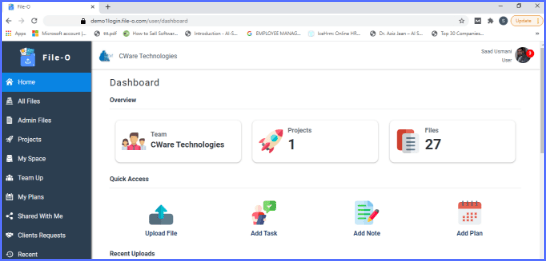 File-O
demo1login.file-o.com/user/dashboard
Update
Apps
Microsoft account |...
tit.pdf
How to Sell Softwar...
Introduction - AI S...
EMPLOYEE MANAG...
IceHrm: Online HR...
Dr. Asia Jean - AI S...
Top 30 Companies...
File-O
CWare Technologies
Saad Usmani
User
Home
All Files
Admin Files
Projects
My Space
Team Up
My Plans
Shared With Me
Clients Requests
Recent
Dashboard
Overview
Team
CWare Technologies
Projects
1
Files
27
Quick Access
Upload File
Add Task
Add Note
Add Plan
Recent Uploads